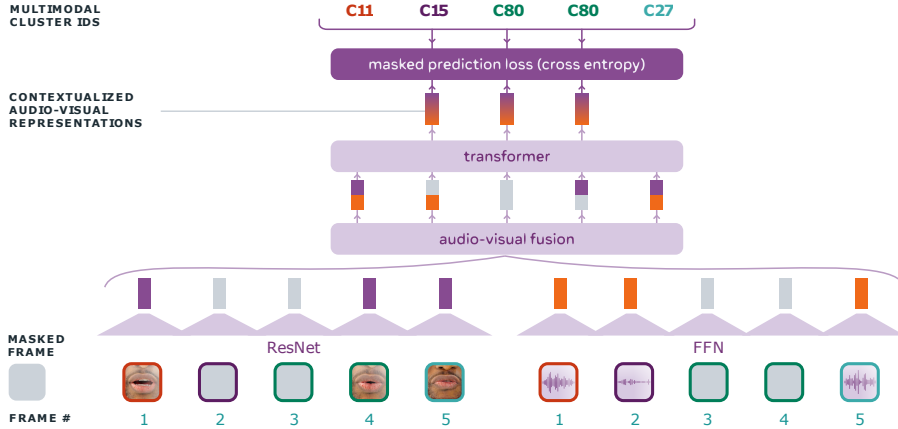 MULTIMODAL
CLUSTER IDS
C11 C15 C80 C80 C27
masked prediction loss (cross entropy)
CONTEXTUALIZED
AUDIO-VISUAL
REPRESENTATIONS
transformer
audio-visual fusion
MASKED
FRAME
ResNet FFN
FRAME # 1 2 3 4 5 1 2 3 4 5